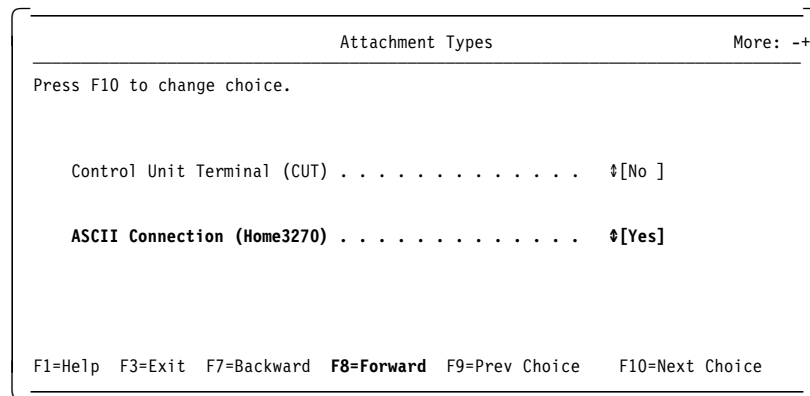 Attachment Types More: -+
Press F10 to change choice.
Control Unit Terminal (CUT) . . . . . . . . . . . . . ⇕[No ]
ASCII Connection (Home3270) . . . . . . . . . . . . . ⇕[Yes]
F1=Help F3=Exit F7=Backward F8=Forward F9=Prev Choice F10=Next Choice